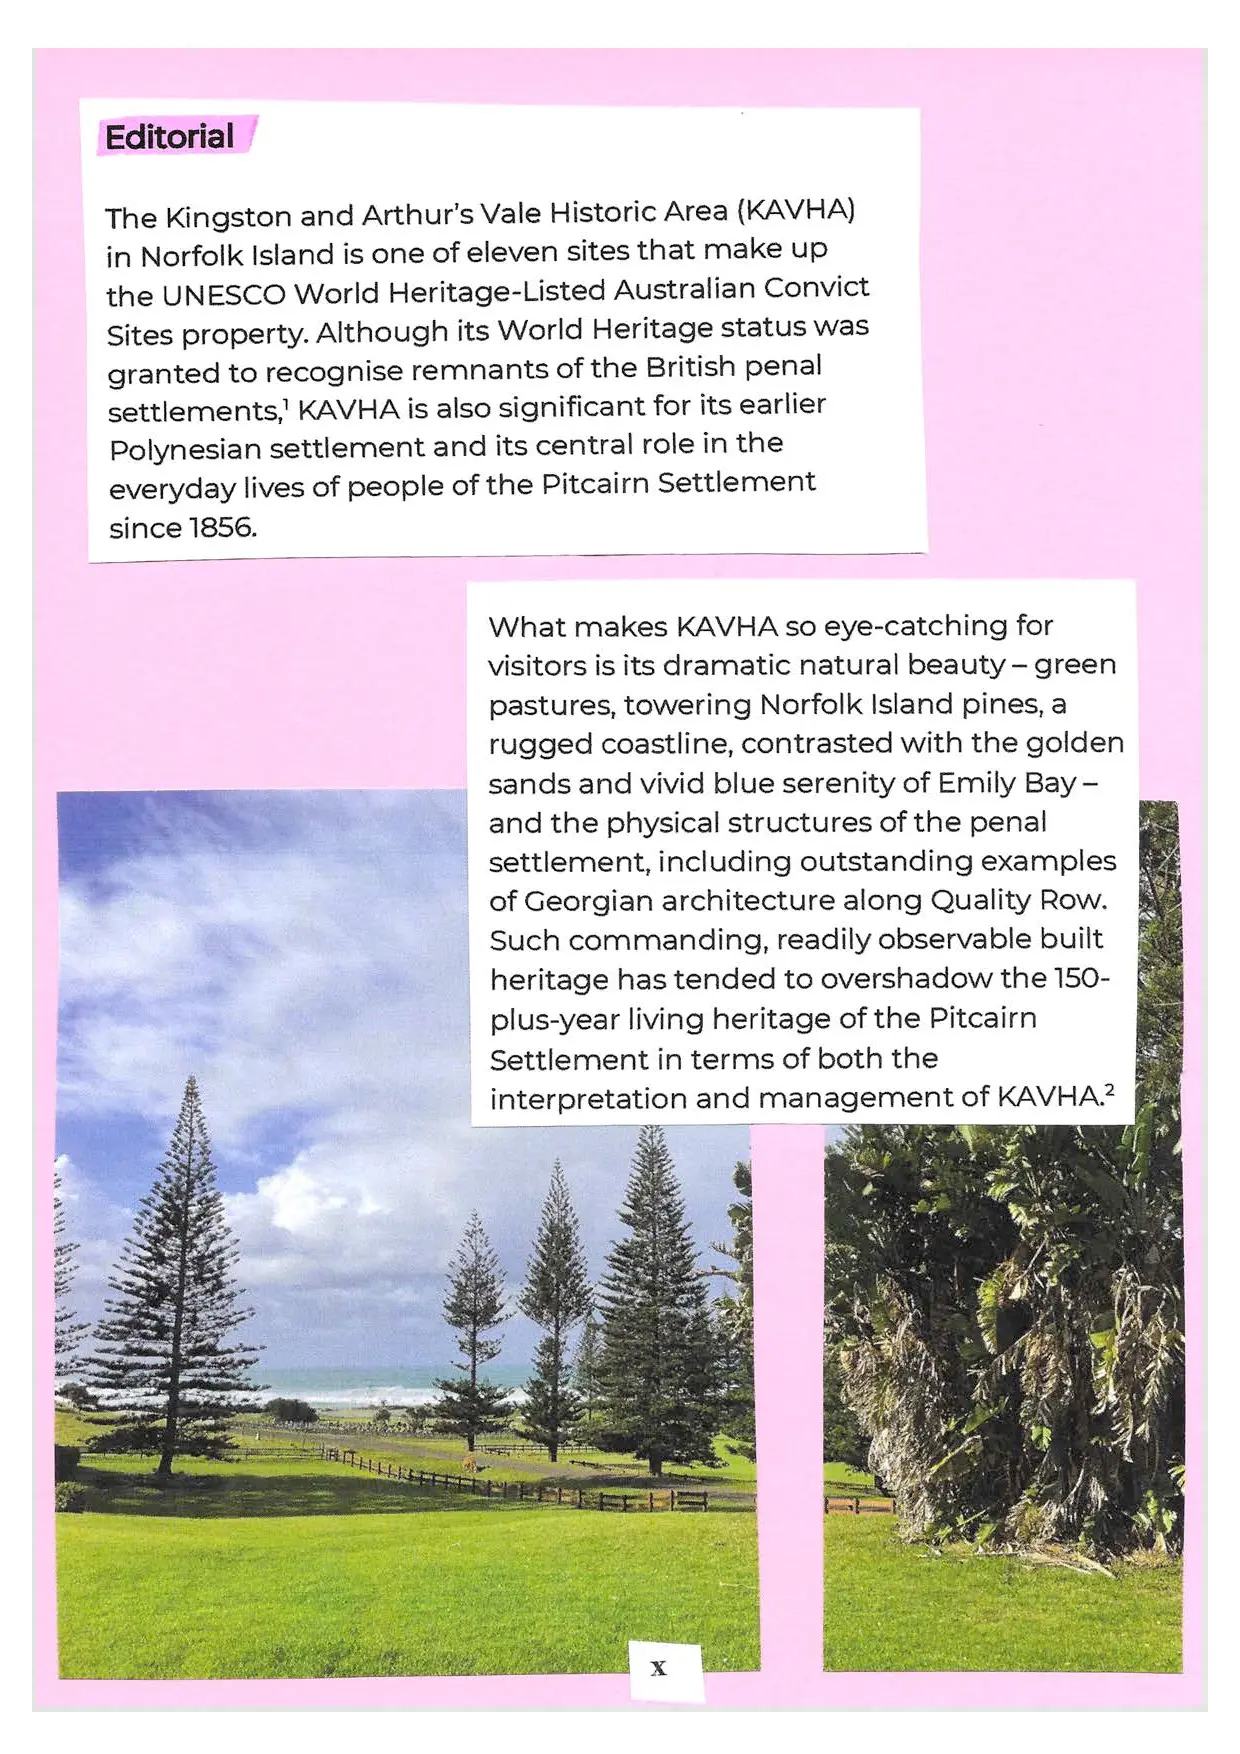 Editorial
The Kingston and Arthur's Vale Historic Area (KAVHA)
in Norfolk Island is one of eleven sites that make up
the UNESCO World Heritage-Listed Australian Convict
Sites property. Although its World Heritage status was
granted to recognise remnants of the British penal
settlements,¹ KAVHA is also significant for its earlier
Polynesian settlement and its central role in the
everyday lives of people of the Pitcairn Settlement
since 1856.
What makes KAVHA so eye-catching for
visitors is its dramatic natural beauty – green
pastures, towering Norfolk Island pines, a
rugged coastline, contrasted with the golden
sands and vivid blue serenity of Emily Bay –
and the physical structures of the penal
settlement, including outstanding examples
of Georgian architecture along Quality Row.
Such commanding, readily observable built
heritage has tended to overshadow the 150-
plus-year living heritage of the Pitcairn
Settlement in terms of both the
interpretation and management of KAVHA.²
x